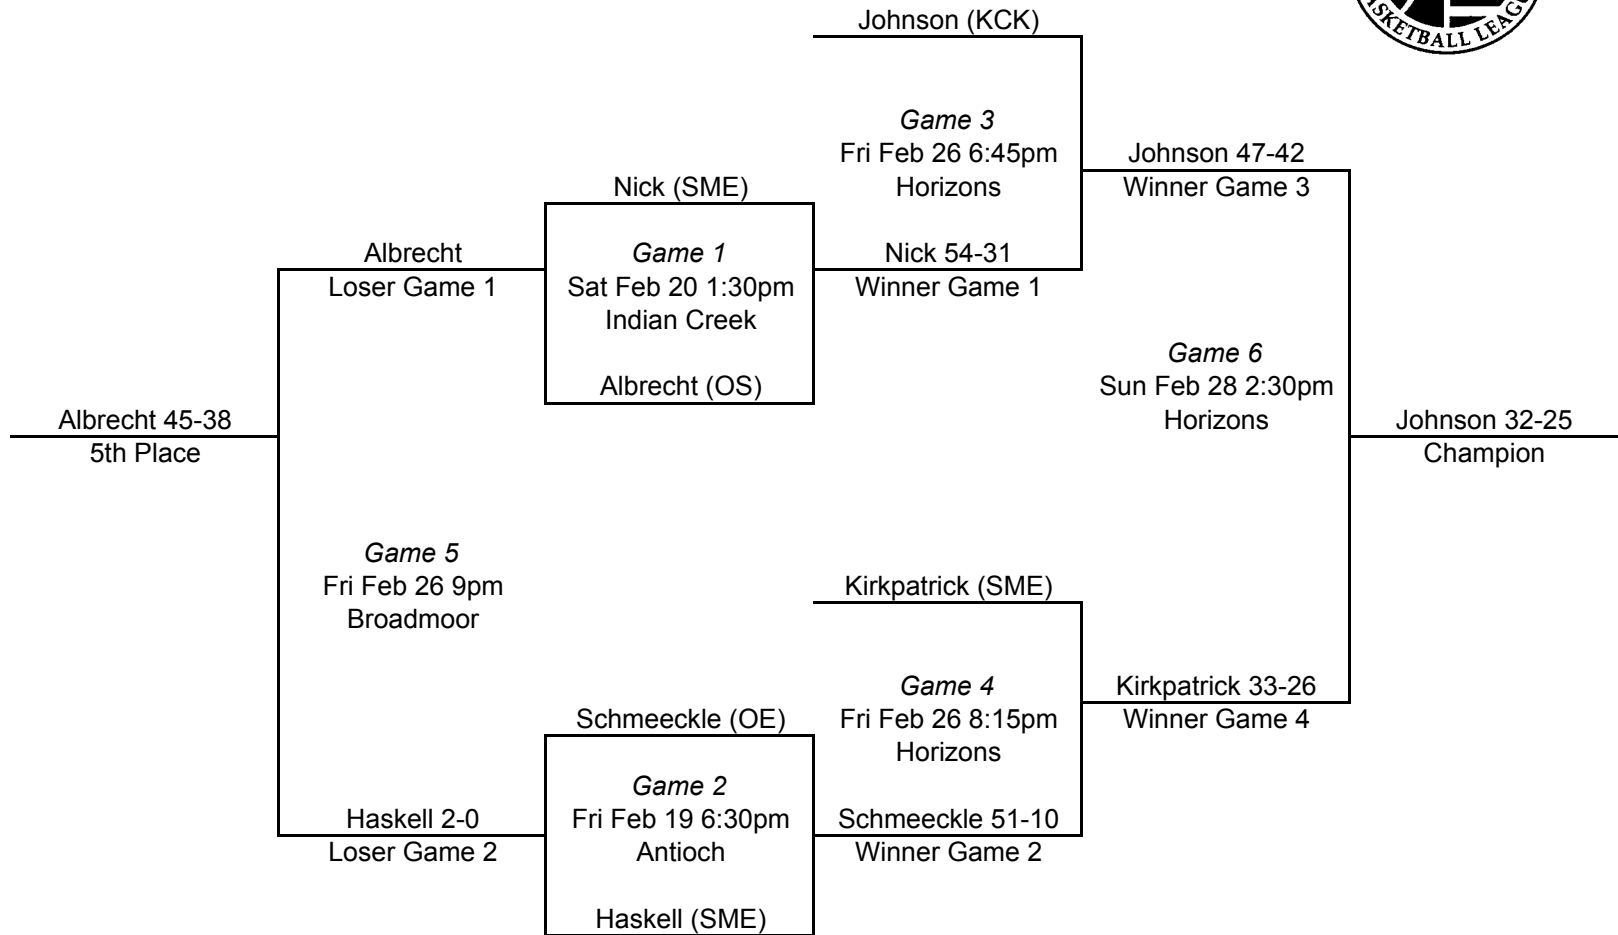 Johnson (KCK)
BASKETBALL LEAGUE
Game 3
Fri Feb 26 6:45pm
Horizons
Johnson 47-42
Winner Game 3
Nick (SME)
Albrecht
Loser Game 1
Game 1
Sat Feb 20 1:30pm
Indian Creek
Nick 54-31
Winner Game 1
Albrecht (OS)
Game 6
Sun Feb 28 2:30pm
Horizons
Albrecht 45-38
5th Place
Johnson 32-25
Champion
Game 5
Fri Feb 26 9pm
Broadmoor
Kirkpatrick (SME)
Game 4
Fri Feb 26 8:15pm
Horizons
Kirkpatrick 33-26
Winner Game 4
Schmeeckle (OE)
Game 2
Fri Feb 19 6:30pm
Antioch
Haskell 2-0
Loser Game 2
Schmeeckle 51-10
Winner Game 2
Haskell (SME)